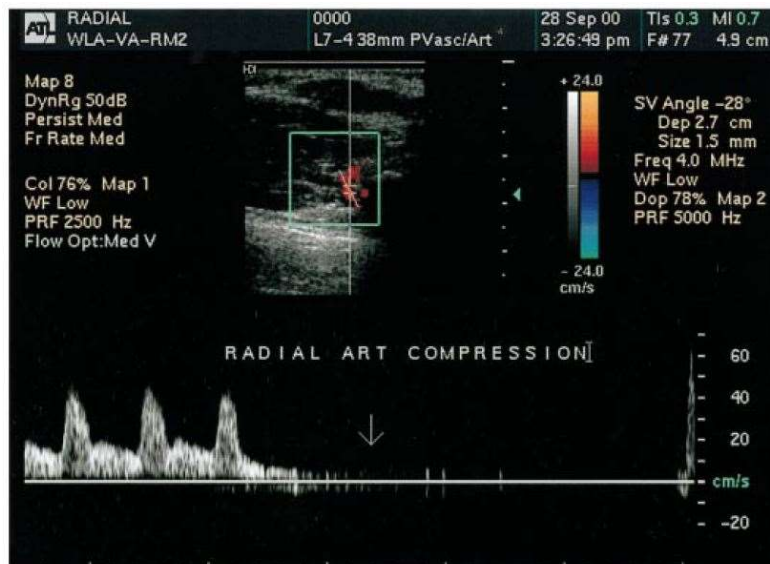 ATL RADIAL 0000 28 Sep 00 TIs 0.3 MI 0.7
WLA-VA-RM2 L7-4 38mm PVasc/Art 3:26:49 pm F#77 4.9 cm
Map 8
DynRg 50dB
Persist Med
Fr Rate Med
Col 76% Map 1
WF Low
PRF 2500 Hz
Flow Opt:Med V
+ 24.0
- 24.0
cm/s
SV Angle -28°
Dep 2.7 cm
Size 1.5 mm
Freq 4.0 MHz
WF Low
Dop 78% Map 2
PRF 5000 Hz
RADIAL ART COMPRESSION
60
40
20
cm/s
-20